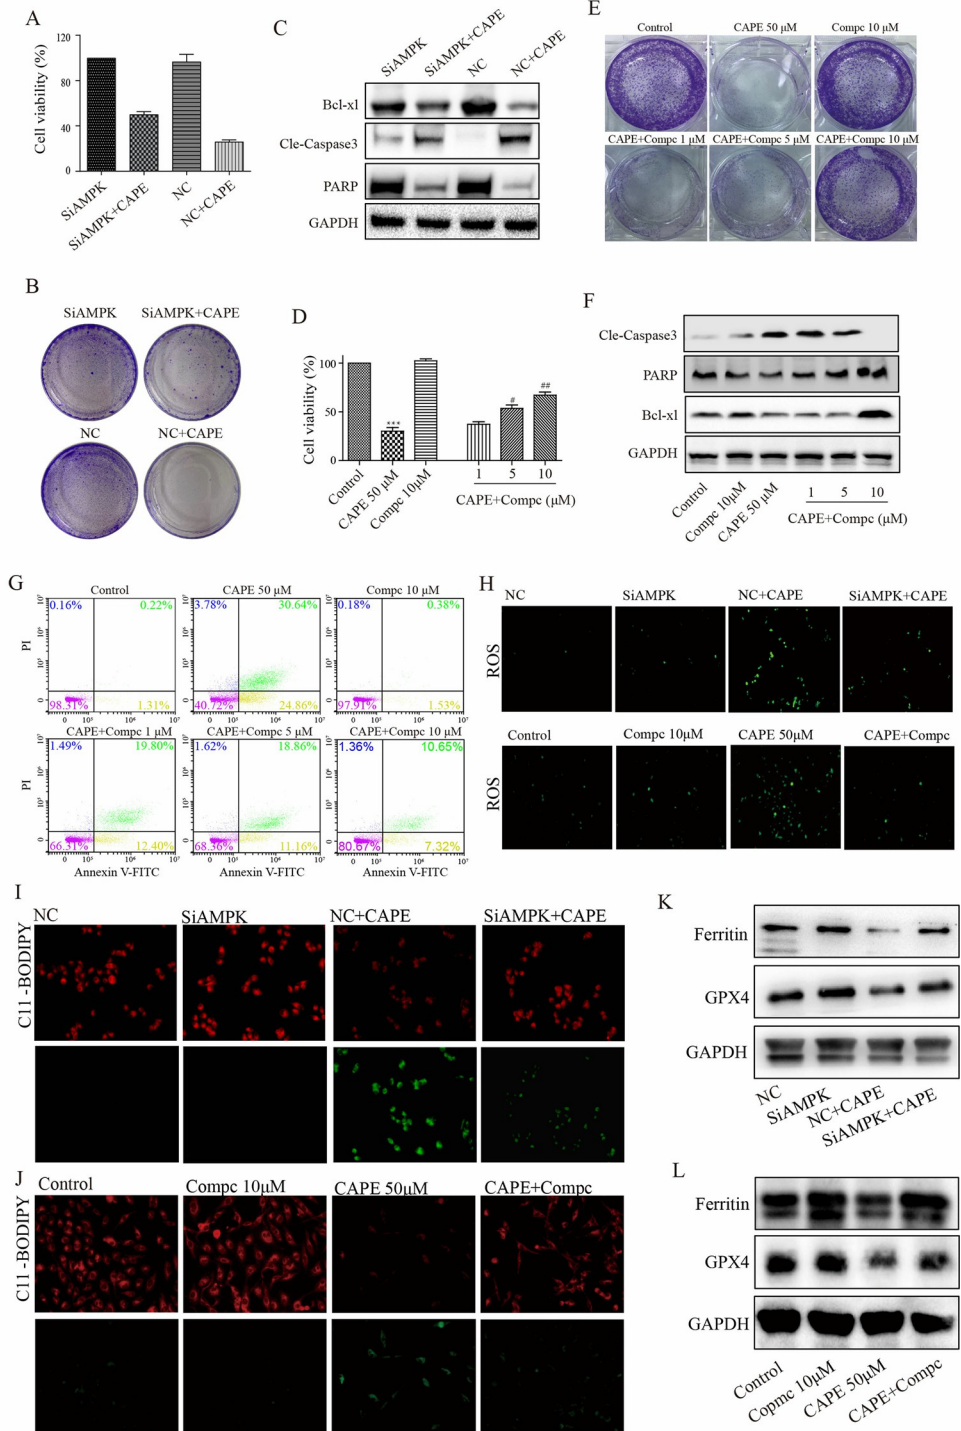 A
120
80
40
0
Cell viability (%)
SiAMPK
SiAMPK+CAPE
NC
NC+CAPE
B
SiAMPK SiAMPK+CAPE
NC NC+CAPE
C
SiAMPK SiAMPK+CAPE NC NC+CAPE
Bcl-xl
Cle-Caspase3
PARP
GAPDH
D
Cell viability (%)
100
50
0
***
#
##
Control
CAPE 50 μM
Compc 10μM
1 5 10
CAPE+Compc (μM)
E
Control CAPE 50 μM Compc 10 μM
CAPE+Compc 1 μM CAPE+Compc 5 μM CAPE+Compc 10 μM
F
Cle-Caspase3
PARP
Bcl-xl
GAPDH
Control
Compc 10μM
CAPE 50 μM
1 5 10
CAPE+Compc (μM)
G
Control CAPE 50 μM Compc 10 μM
0.16% 0.22% 3.78% 30.64% 0.18% 0.38%
PI
98.31% 1.31% 40.72% 24.86% 97.91% 1.53%
CAPE+Compc 1 μM CAPE+Compc 5 μM CAPE+Compc 10 μM
1.49% 19.80% 1.62% 18.86% 1.36% 10.65%
PI
66.31% 12.40% 68.36% 11.16% 80.67% 7.32%
Annexin V-FITC Annexin V-FITC Annexin V-FITC
H
NC SiAMPK NC+CAPE SiAMPK+CAPE
ROS
Control Compc 10μM CAPE 50μM CAPE+Compc
ROS
I
NC SiAMPK NC+CAPE SiAMPK+CAPE
C11 -BODIPY
J
Control Compc 10μM CAPE 50μM CAPE+Compc
C11 -BODIPY
K
Ferritin
GPX4
GAPDH
NC
SiAMPK
NC+CAPE
SiAMPK+CAPE
L
Ferritin
GPX4
GAPDH
Control
Copmc 10μM
CAPE 50μM
CAPE+Compc